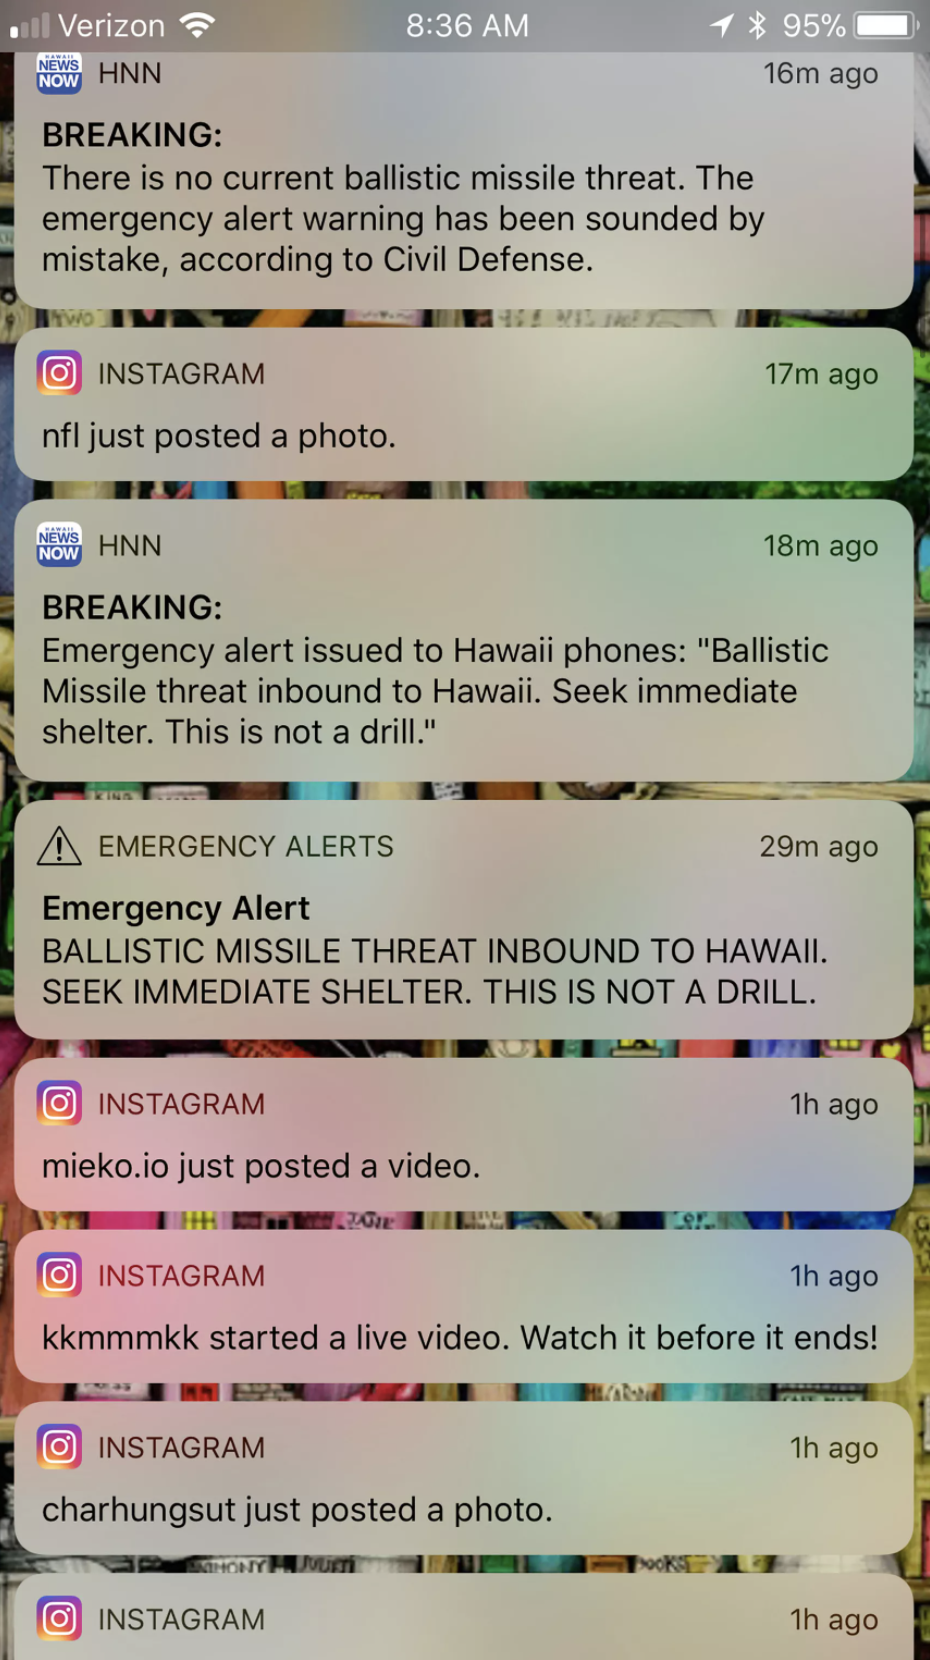 Verizon 8:36 AM 95%
HAWAII NEWS NOW HNN 16m ago
BREAKING:
There is no current ballistic missile threat. The
emergency alert warning has been sounded by
mistake, according to Civil Defense.
TWO
INSTAGRAM 17m ago
nfl just posted a photo.
HAWAII NEWS NOW HNN 18m ago
BREAKING:
Emergency alert issued to Hawaii phones: "Ballistic
Missile threat inbound to Hawaii. Seek immediate
shelter. This is not a drill."
KING
EMERGENCY ALERTS 29m ago
Emergency Alert
BALLISTIC MISSILE THREAT INBOUND TO HAWAII.
SEEK IMMEDIATE SHELTER. THIS IS NOT A DRILL.
INSTAGRAM 1h ago
mieko.io just posted a video.
OF
INSTAGRAM 1h ago
kkmmmkk started a live video. Watch it before it ends!
INSTAGRAM 1h ago
charhungsut just posted a photo.
JULIET
INSTAGRAM 1h ago